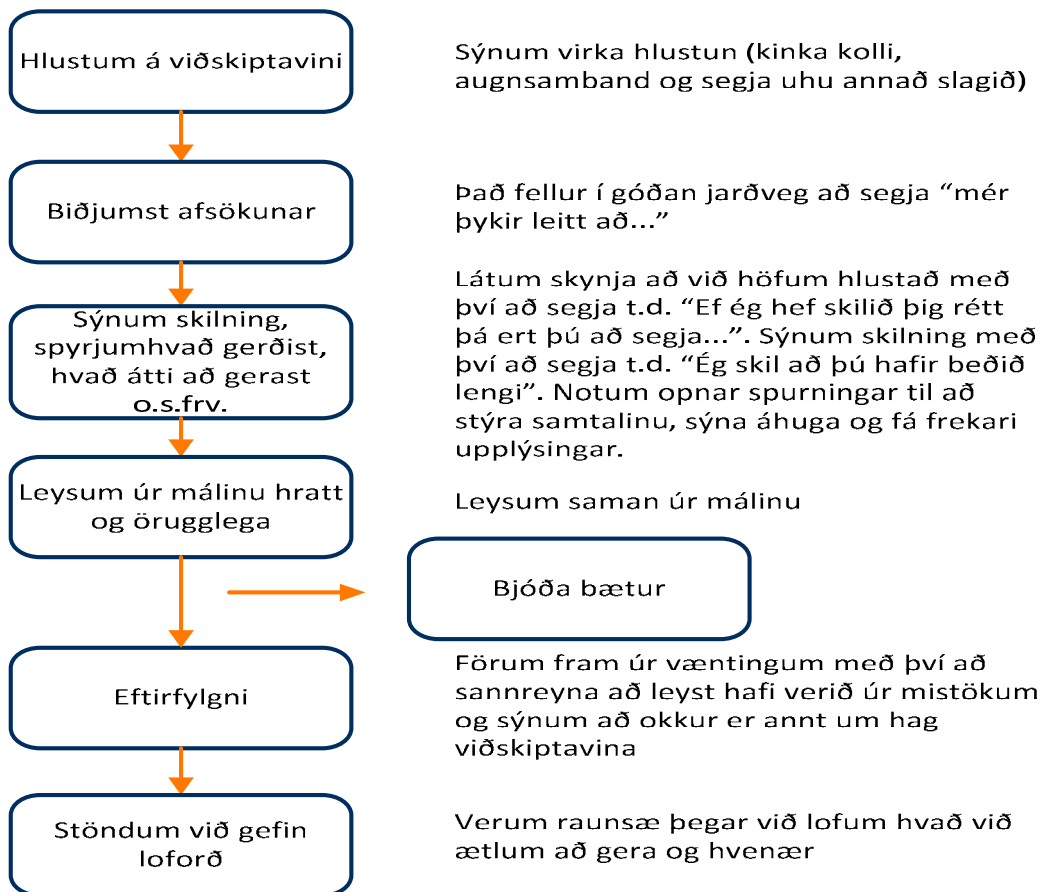 Hlustum á viðskiptavini
Sýnum virka hlustun (kinka kolli,
augnsamband og segja uhu annað slagið)
Biðjumst afsökunar
Það fellur í góðan jarðveg að segja “mér
þykir leitt að...”
Sýnum skilning,
spyrjumhvað gerðist,
hvað átti að gerast
o.s.frv.
Látum skynja að við höfum hlustað með
því að segja t.d. “Ef ég hef skilið þig rétt
þá ert þú að segja...”. Sýnum skilning með
því að segja t.d. “Ég skil að þú hafir beðið
lengi”. Notum opnar spurningar til að
stýra samtalinu, sýna áhuga og fá frekari
upplýsingar.
Leysum úr málinu hratt
og örugglega
Leysum saman úr málinu
Bjóða bætur
Eftirfylgni
Förum fram úr væntingum með því að
sannreyna að leyst hafi verið úr mistökum
og sýnum að okkur er annt um hag
viðskiptavina
Stöndum við gefin
loforð
Verum raunsæ þegar við lofum hvað við
ætlum að gera og hvenær